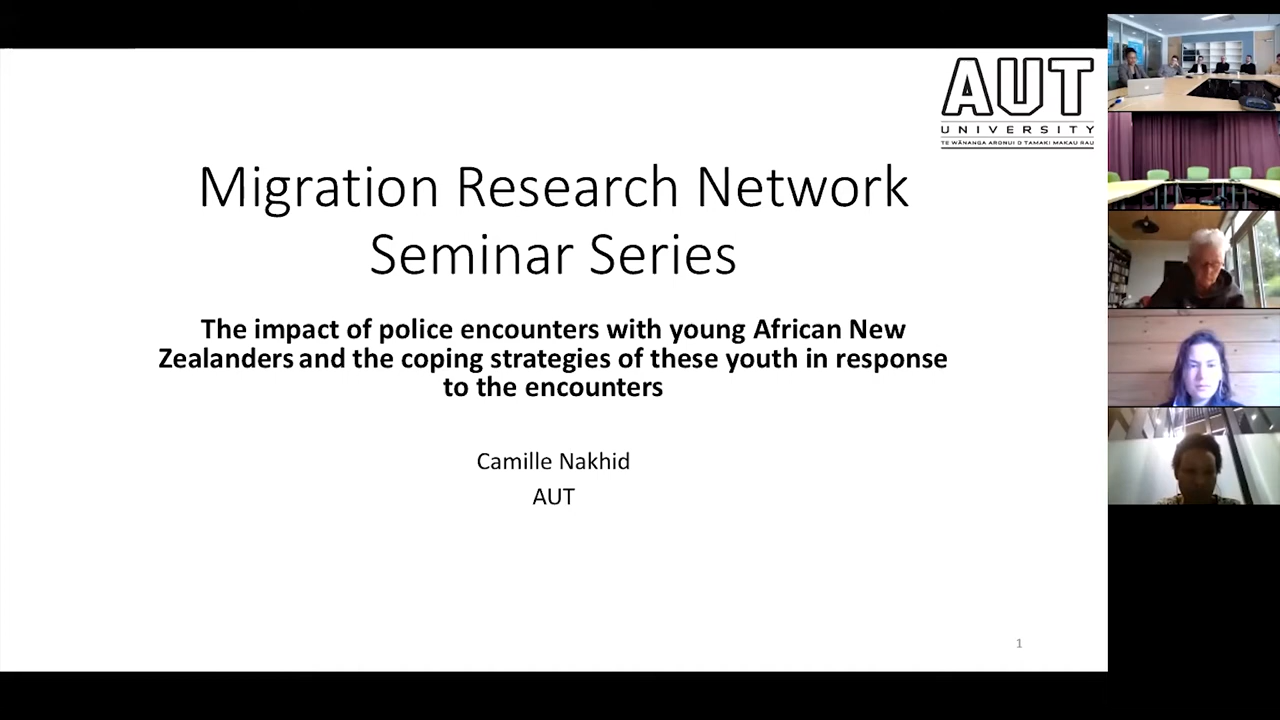 AUT
UNIVERSITY
TE WĀNANGA ARONUI O TAMAKI MAKAU RAU
Migration Research Network
Seminar Series
The impact of police encounters with young African New
Zealanders and the coping strategies of these youth in response
to the encounters
Camille Nakhid
AUT
1